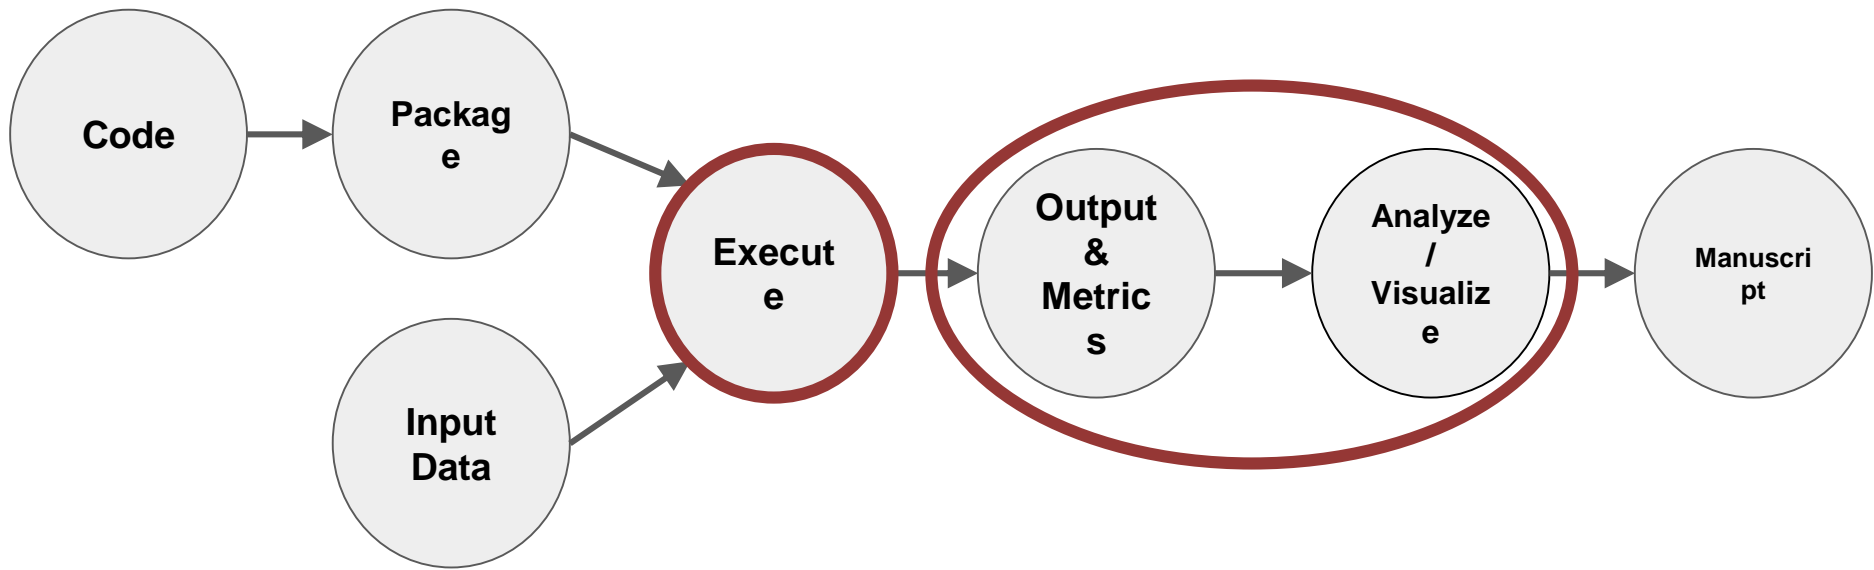 Code
Packag
e
Input
Data
Execut
e
Output
&
Metric
s
Analyze
/
Visualiz
e
Manuscri
pt